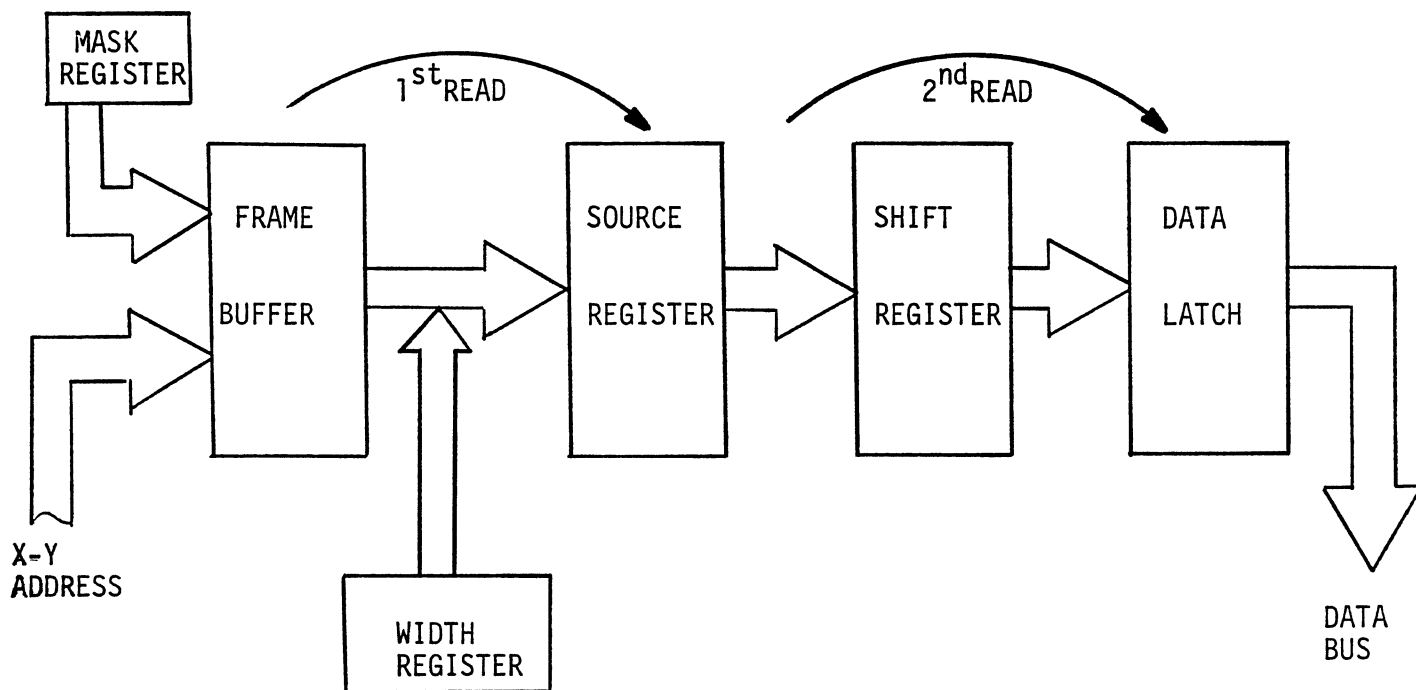 MASK
REGISTER
1st READ
2nd READ
FRAME
BUFFER
SOURCE
REGISTER
SHIFT
REGISTER
DATA
LATCH
X-Y
ADDRESS
WIDTH
REGISTER
DATA
BUS